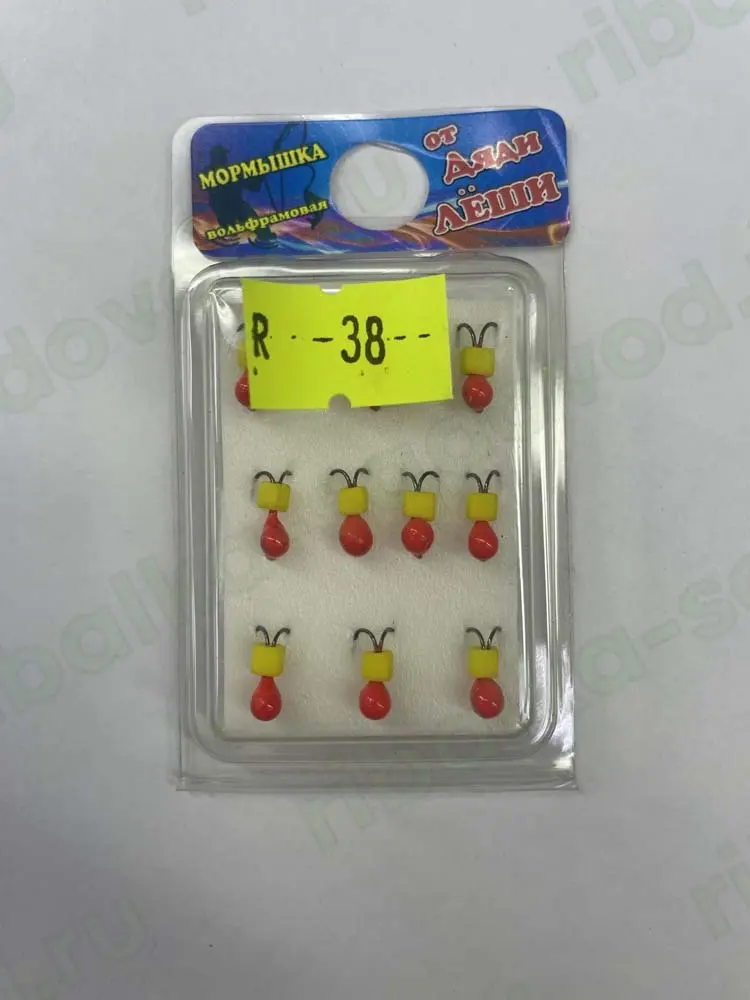 МОРМЫШКА
вольфрамовая
от
ДЯДИ
ЛЁШИ
R --38--